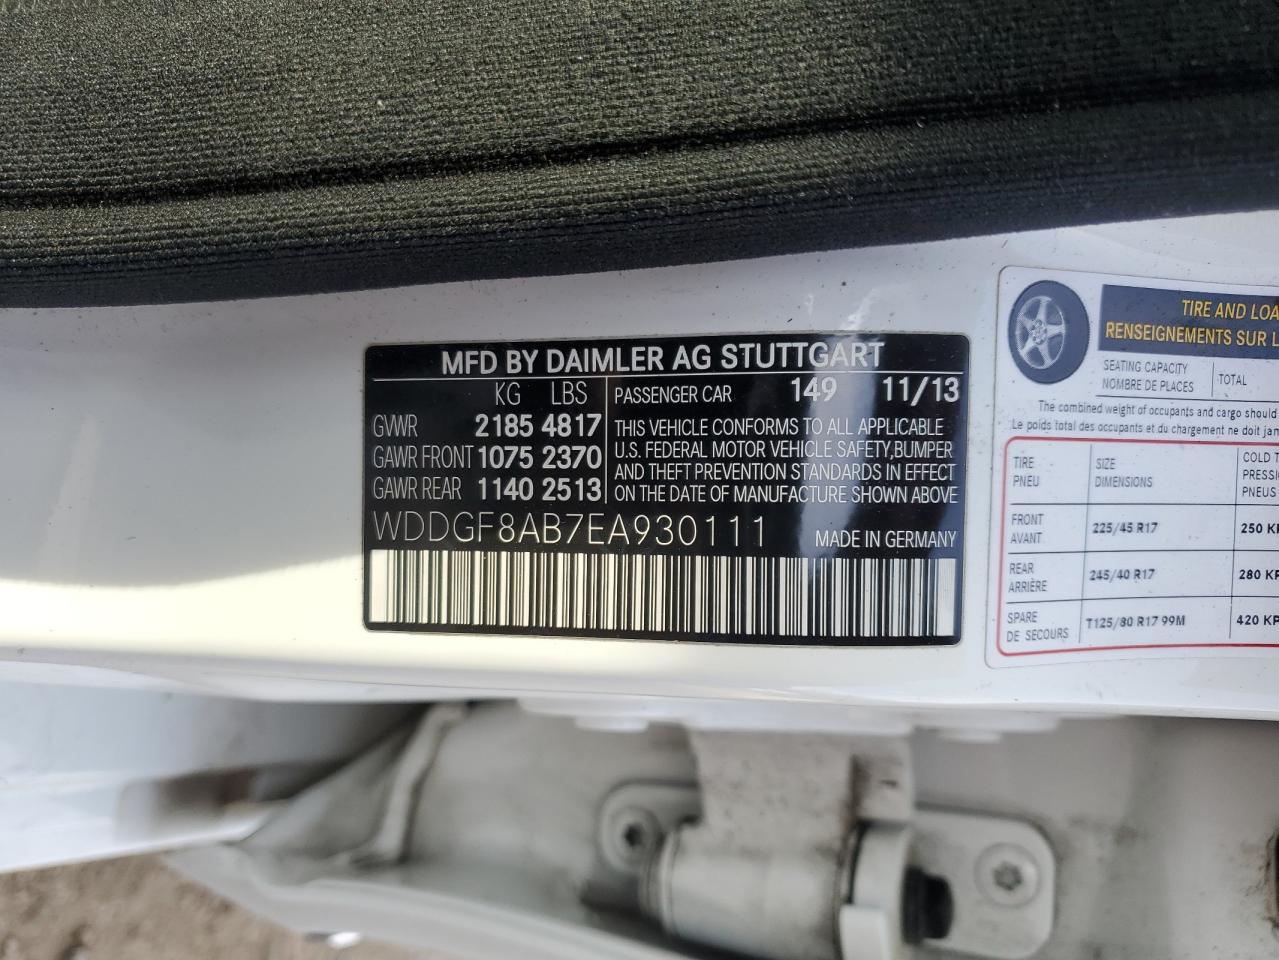 MFD BY DAIMLER AG STUTTGART
KG LBS
PASSENGER CAR 149 11/13
GVWR 2185 4817
GAWR FRONT 1075 2370
GAWR REAR 1140 2513
THIS VEHICLE CONFORMS TO ALL APPLICABLE
U.S. FEDERAL MOTOR VEHICLE SAFETY,BUMPER
AND THEFT PREVENTION STANDARDS IN EFFECT
ON THE DATE OF MANUFACTURE SHOWN ABOVE
WDDGF8AB7EA930111
MADE IN GERMANY
TIRE AND LOA
RENSEIGNEMENTS SUR L
SEATING CAPACITY
NOMBRE DE PLACES
TOTAL
The combined weight of occupants and cargo should
Le poids total des occupants et du chargement ne doit jam
TIRE
PNEU
SIZE
DIMENSIONS
COLD T
PRESSI
PNEUS
FRONT
AVANT
225/45 R17
250 KP
REAR
ARRIÈRE
245/40 R17
280 KP
SPARE
DE SECOURS
T125/80 R17 99M
420 KP